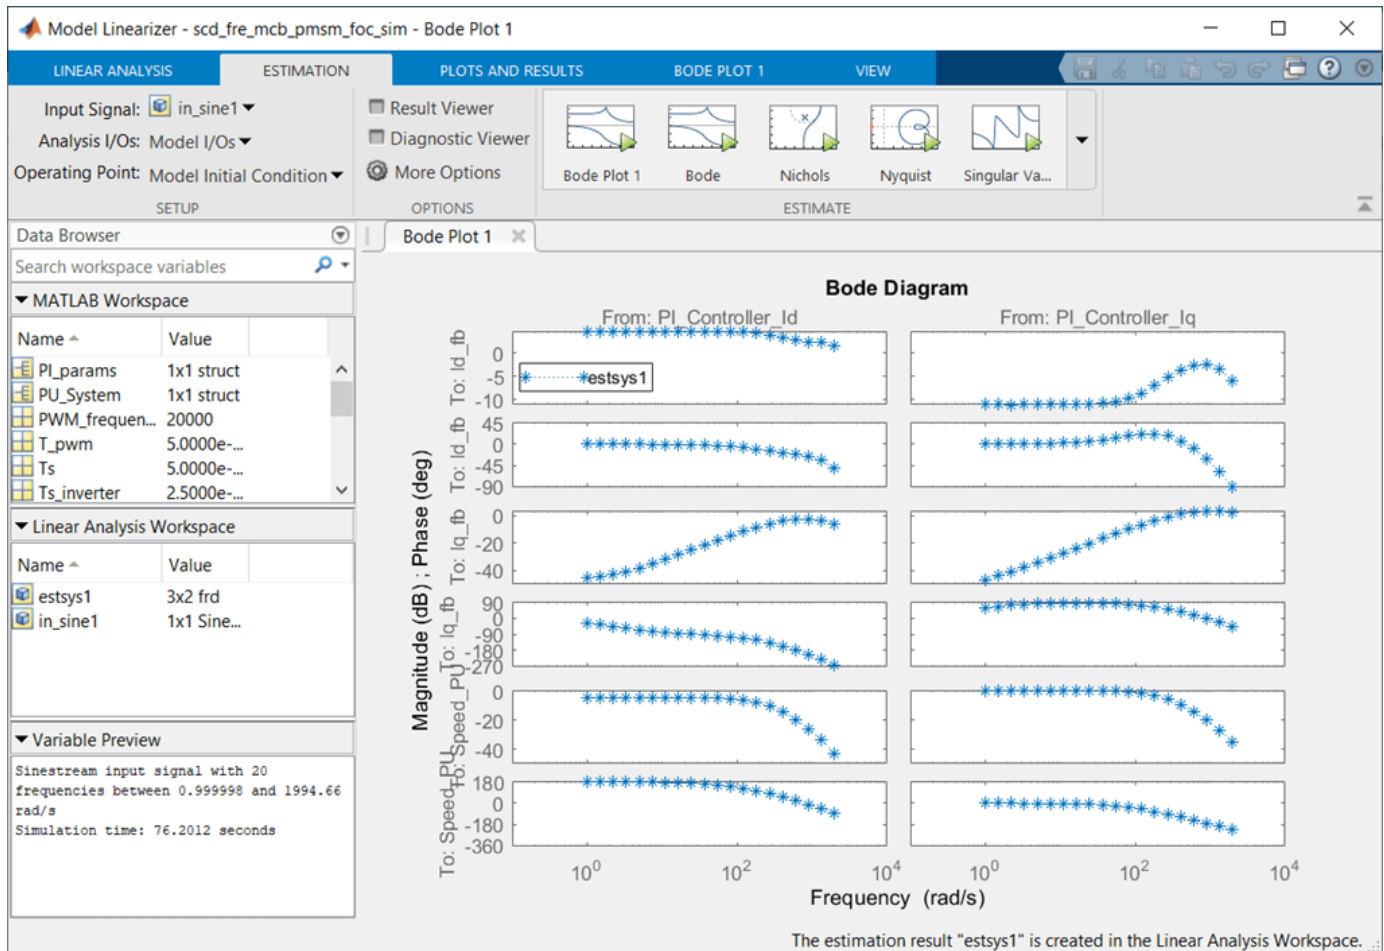 Model Linearizer - scd_fre_mcb_pmsm_foc_sim - Bode Plot 1
LINEAR ANALYSIS ESTIMATION PLOTS AND RESULTS BODE PLOT 1 VIEW
Input Signal: in_sine1
Analysis I/Os: Model I/Os
Operating Point: Model Initial Condition
SETUP
Result Viewer
Diagnostic Viewer
More Options
OPTIONS
Bode Plot 1 Bode Nichols Nyquist Singular Va...
ESTIMATE
Data Browser
Search workspace variables
MATLAB Workspace
Name Value
PI_params 1x1 struct
PU_System 1x1 struct
PWM_frequen... 20000
T_pwm 5.0000e-...
Ts 5.0000e-...
Ts_inverter 2.5000e-...
Linear Analysis Workspace
Name Value
estsys1 3x2 frd
in_sine1 1x1 Sine...
Variable Preview
Sinestream input signal with 20
frequencies between 0.999998 and 1994.66
rad/s
Simulation time: 76.2012 seconds
Bode Plot 1
Bode Diagram
From: PI_Controller_Id From: PI_Controller_Iq
Magnitude (dB) ; Phase (deg)
To: Id_fb
0
-5
-10
estsys1
To: Id_fb
45
0
-45
-90
To: Iq_fb
0
-20
-40
To: Iq_fb
90
0
-90
-180
-270
To: Speed_PU
0
-20
-40
To: Speed_PU
180
0
-180
-360
10^0 10^2 10^4 10^0 10^2 10^4
Frequency (rad/s)
The estimation result "estsys1" is created in the Linear Analysis Workspace.